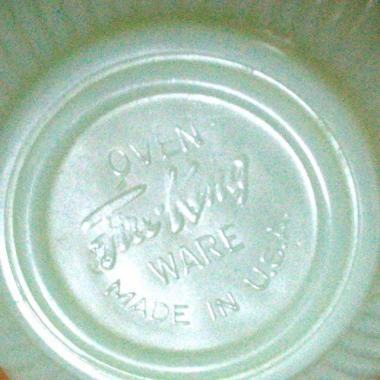 OVEN
Fire-King
WARE
MADE IN U.S.A.